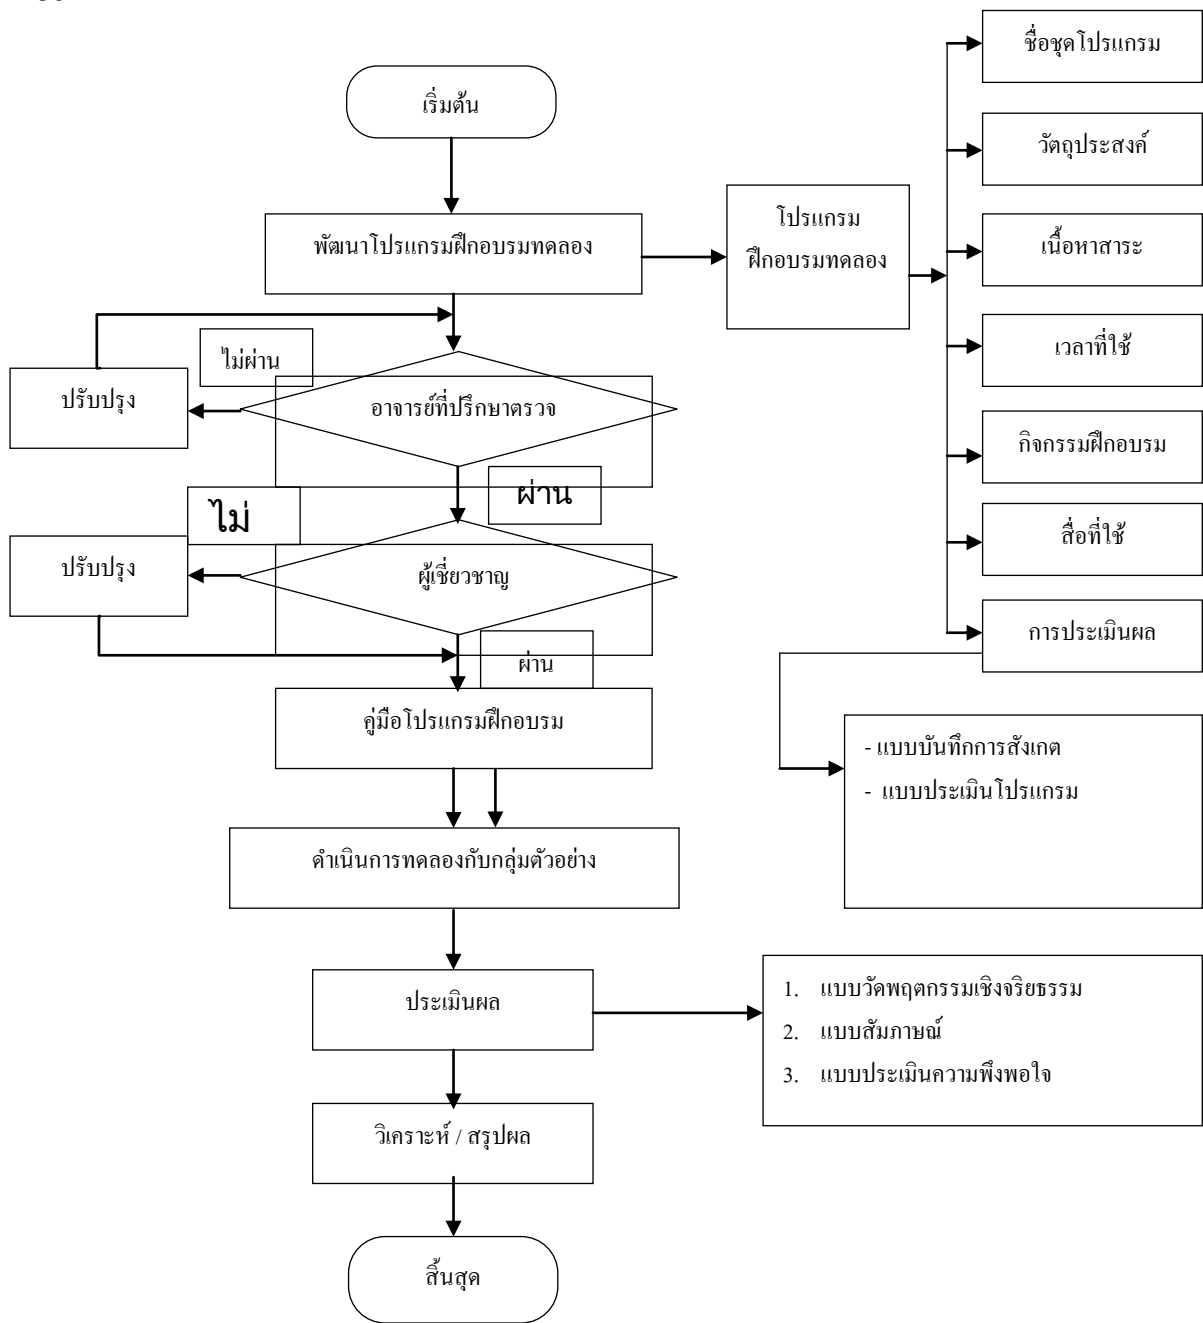 เริ่มต้น
พัฒนาโปรแกรมฝึกอบรมทดลอง
โปรแกรม
ฝึกอบรมทดลอง
ชื่อชุดโปรแกรม
วัตถุประสงค์
เนื้อหาสาระ
เวลาที่ใช้
กิจกรรมฝึกอบรม
สื่อที่ใช้
การประเมินผล
- แบบบันทึกการสังเกต
- แบบประเมินโปรแกรม
ไม่ผ่าน
ปรับปรุง
อาจารย์ที่ปรึกษาตรวจ
ผ่าน
ไม่
ปรับปรุง
ผู้เชี่ยวชาญ
ผ่าน
คู่มือโปรแกรมฝึกอบรม
ดำเนินการทดลองกับกลุ่มตัวอย่าง
ประเมินผล
1. แบบวัดพฤตกรรมเชิงจริยธรรม
2. แบบสัมภาษณ์
3. แบบประเมินความพึงพอใจ
วิเคราะห์ / สรุปผล
สิ้นสุด